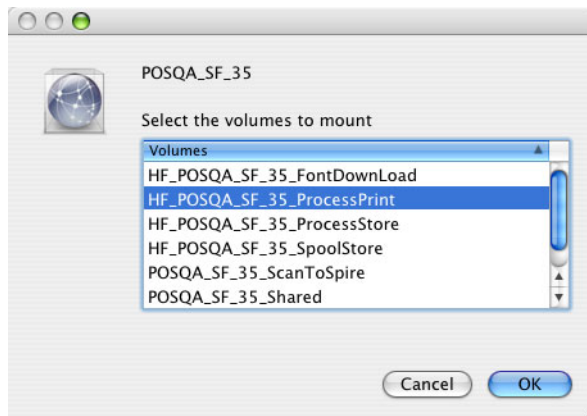 POSQA_SF_35
Select the volumes to mount
Volumes
HF_POSQA_SF_35_FontDownLoad
HF_POSQA_SF_35_ProcessPrint
HF_POSQA_SF_35_ProcessStore
HF_POSQA_SF_35_SpoolStore
POSQA_SF_35_ScanToSpire
POSQA_SF_35_Shared
Cancel OK